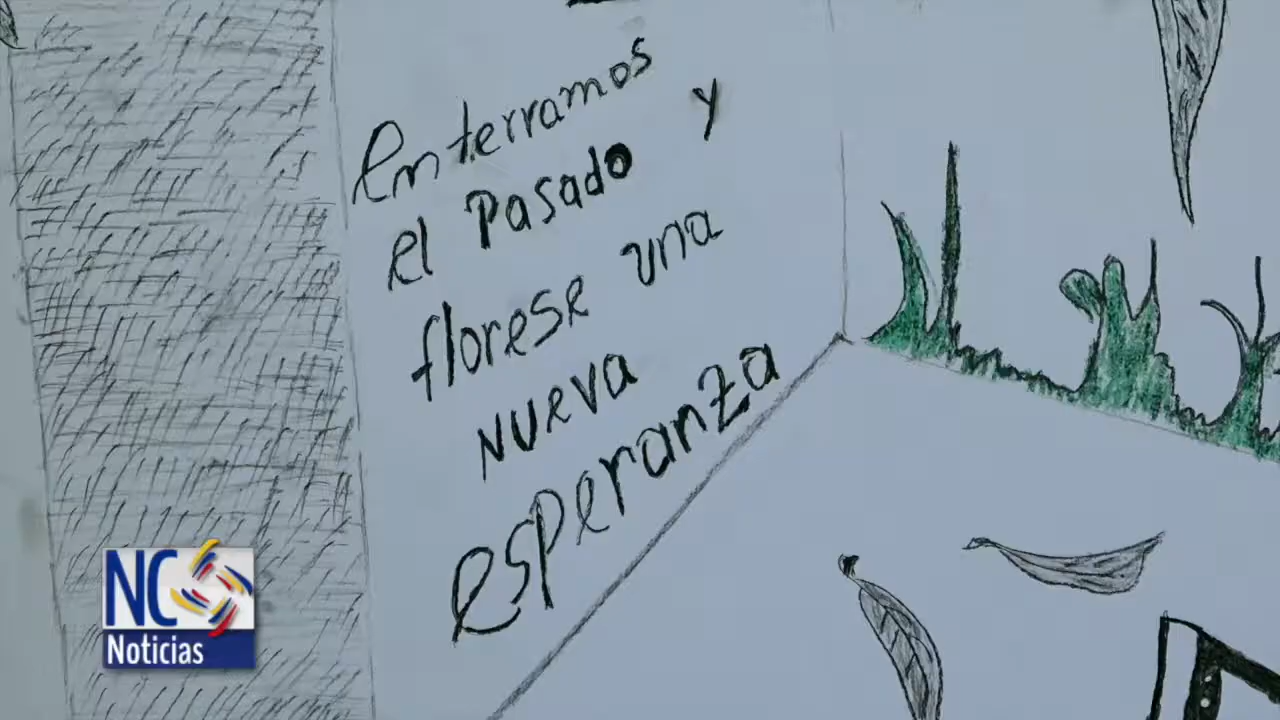 Enterramos
el Pasado y
florese una
nueva
esperanza
NC
Noticias